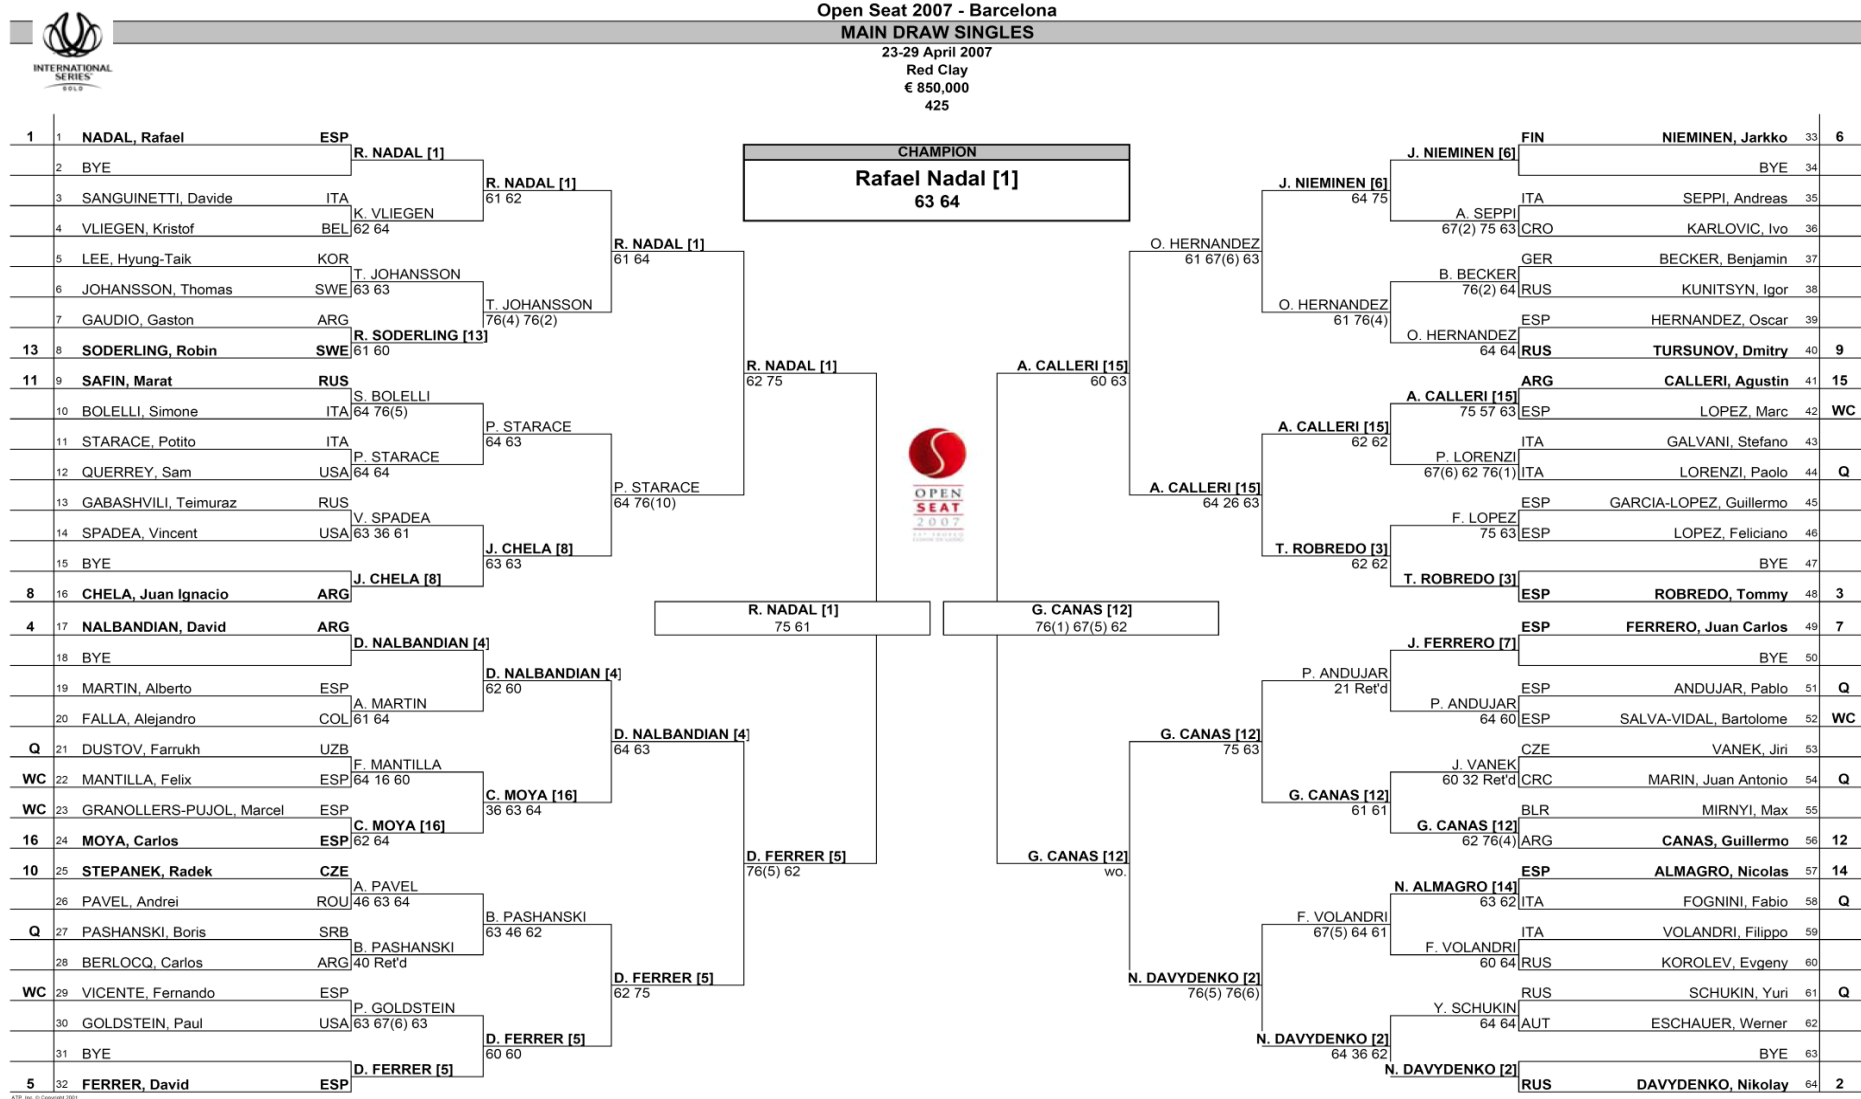 Open Seat 2007 - Barcelona
MAIN DRAW SINGLES
23-29 April 2007
Red Clay
€ 850,000
425
INTERNATIONAL
SERIES
GOLD
1 1 NADAL, Rafael ESP
2 BYE
3 SANGUINETTI, Davide ITA
4 VLIEGEN, Kristof BEL
5 LEE, Hyung-Taik KOR
6 JOHANSSON, Thomas SWE
7 GAUDIO, Gaston ARG
13 8 SODERLING, Robin SWE
11 9 SAFIN, Marat RUS
10 BOLELLI, Simone ITA
11 STARACE, Potito ITA
12 QUERREY, Sam USA
13 GABASHVILI, Teimuraz RUS
14 SPADEA, Vincent USA
15 BYE
8 16 CHELA, Juan Ignacio ARG
4 17 NALBANDIAN, David ARG
18 BYE
19 MARTIN, Alberto ESP
20 FALLA, Alejandro COL
Q 21 DUSTOV, Farrukh UZB
WC 22 MANTILLA, Felix ESP
WC 23 GRANOLLERS-PUJOL, Marcel ESP
16 24 MOYA, Carlos ESP
10 25 STEPANEK, Radek CZE
26 PAVEL, Andrei ROU
Q 27 PASHANSKI, Boris SRB
28 BERLOCQ, Carlos ARG
WC 29 VICENTE, Fernando ESP
30 GOLDSTEIN, Paul USA
31 BYE
5 32 FERRER, David ESP
R. NADAL [1]
K. VLIEGEN
62 64
T. JOHANSSON
63 63
R. SODERLING [13]
61 60
S. BOLELLI
64 76(5)
P. STARACE
64 64
V. SPADEA
63 36 61
J. CHELA [8]
D. NALBANDIAN [4]
A. MARTIN
61 64
F. MANTILLA
64 16 60
C. MOYA [16]
62 64
A. PAVEL
46 63 64
B. PASHANSKI
40 Ret'd
P. GOLDSTEIN
63 67(6) 63
D. FERRER [5]
R. NADAL [1]
61 62
T. JOHANSSON
76(4) 76(2)
P. STARACE
64 63
J. CHELA [8]
63 63
D. NALBANDIAN [4]
62 60
C. MOYA [16]
36 63 64
B. PASHANSKI
63 46 62
D. FERRER [5]
60 60
R. NADAL [1]
61 64
P. STARACE
64 76(10)
D. NALBANDIAN [4]
64 63
D. FERRER [5]
62 75
R. NADAL [1]
62 75
D. FERRER [5]
76(5) 62
R. NADAL [1]
75 61
CHAMPION
Rafael Nadal [1]
63 64
OPEN
SEAT
2007
G. CANAS [12]
76(1) 67(5) 62
A. CALLERI [15]
60 63
G. CANAS [12]
wo.
O. HERNANDEZ
61 67(6) 63
A. CALLERI [15]
64 26 63
G. CANAS [12]
75 63
N. DAVYDENKO [2]
76(5) 76(6)
J. NIEMINEN [6]
64 75
O. HERNANDEZ
61 76(4)
A. CALLERI [15]
62 62
T. ROBREDO [3]
62 62
P. ANDUJAR
21 Ret'd
G. CANAS [12]
61 61
F. VOLANDRI
67(5) 64 61
N. DAVYDENKO [2]
64 36 62
J. NIEMINEN [6]
A. SEPPI
67(2) 75 63
B. BECKER
76(2) 64
O. HERNANDEZ
64 64
A. CALLERI [15]
75 57 63
P. LORENZI
67(6) 62 76(1)
F. LOPEZ
75 63
T. ROBREDO [3]
J. FERRERO [7]
P. ANDUJAR
64 60
J. VANEK
60 32 Ret'd
G. CANAS [12]
62 76(4)
N. ALMAGRO [14]
63 62
F. VOLANDRI
60 64
Y. SCHUKIN
64 64
N. DAVYDENKO [2]
FIN NIEMINEN, Jarkko 33 6
BYE 34
ITA SEPPI, Andreas 35
CRO KARLOVIC, Ivo 36
GER BECKER, Benjamin 37
RUS KUNITSYN, Igor 38
ESP HERNANDEZ, Oscar 39
RUS TURSUNOV, Dmitry 40 9
ARG CALLERI, Agustin 41 15
ESP LOPEZ, Marc 42 WC
ITA GALVANI, Stefano 43
ITA LORENZI, Paolo 44 Q
ESP GARCIA-LOPEZ, Guillermo 45
ESP LOPEZ, Feliciano 46
BYE 47
ESP ROBREDO, Tommy 48 3
ESP FERRERO, Juan Carlos 49 7
BYE 50
ESP ANDUJAR, Pablo 51 Q
ESP SALVA-VIDAL, Bartolome 52 WC
CZE VANEK, Jiri 53
CRC MARIN, Juan Antonio 54 Q
BLR MIRNYI, Max 55
ARG CANAS, Guillermo 56 12
ESP ALMAGRO, Nicolas 57 14
ITA FOGNINI, Fabio 58 Q
ITA VOLANDRI, Filippo 59
RUS KOROLEV, Evgeny 60
RUS SCHUKIN, Yuri 61 Q
AUT ESCHAUER, Werner 62
BYE 63
RUS DAVYDENKO, Nikolay 64 2
ATP, Inc. © Copyright 2001